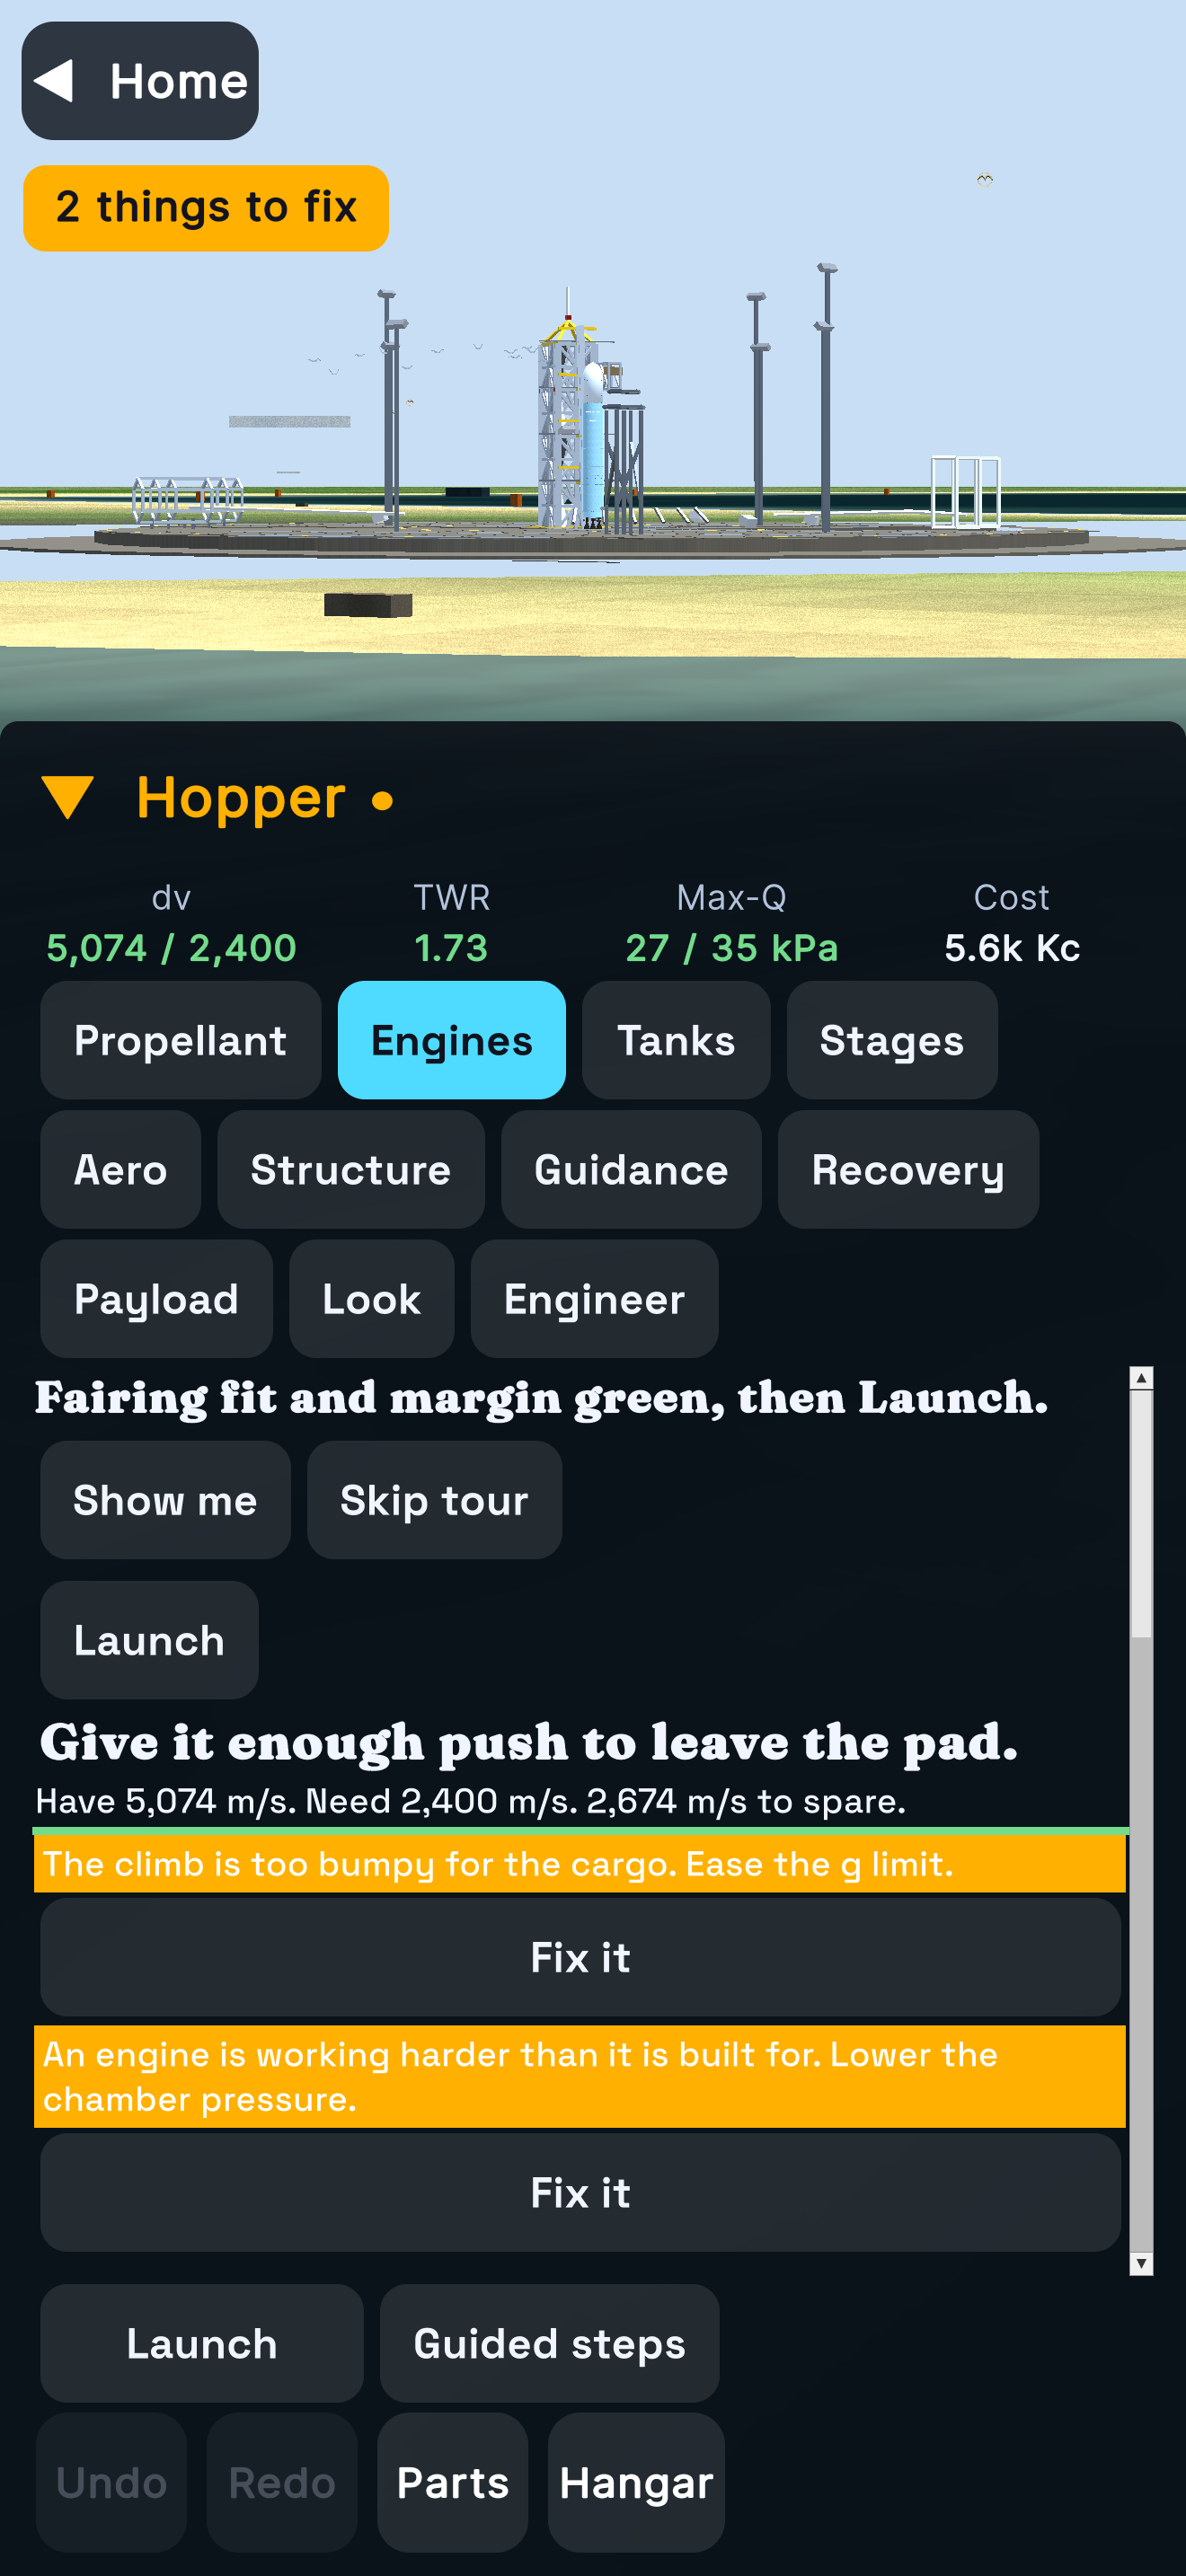 Home
2 things to fix
Hopper
dv TWR Max-Q Cost
5,074 / 2,400 1.73 27 / 35 kPa 5.6k Kc
Propellant Engines Tanks Stages
Aero Structure Guidance Recovery
Payload Look Engineer
Fairing fit and margin green, then Launch.
Show me Skip tour
Launch
Give it enough push to leave the pad.
Have 5,074 m/s. Need 2,400 m/s. 2,674 m/s to spare.
The climb is too bumpy for the cargo. Ease the g limit.
Fix it
An engine is working harder than it is built for. Lower the
chamber pressure.
Fix it
Launch Guided steps
Undo Redo Parts Hangar